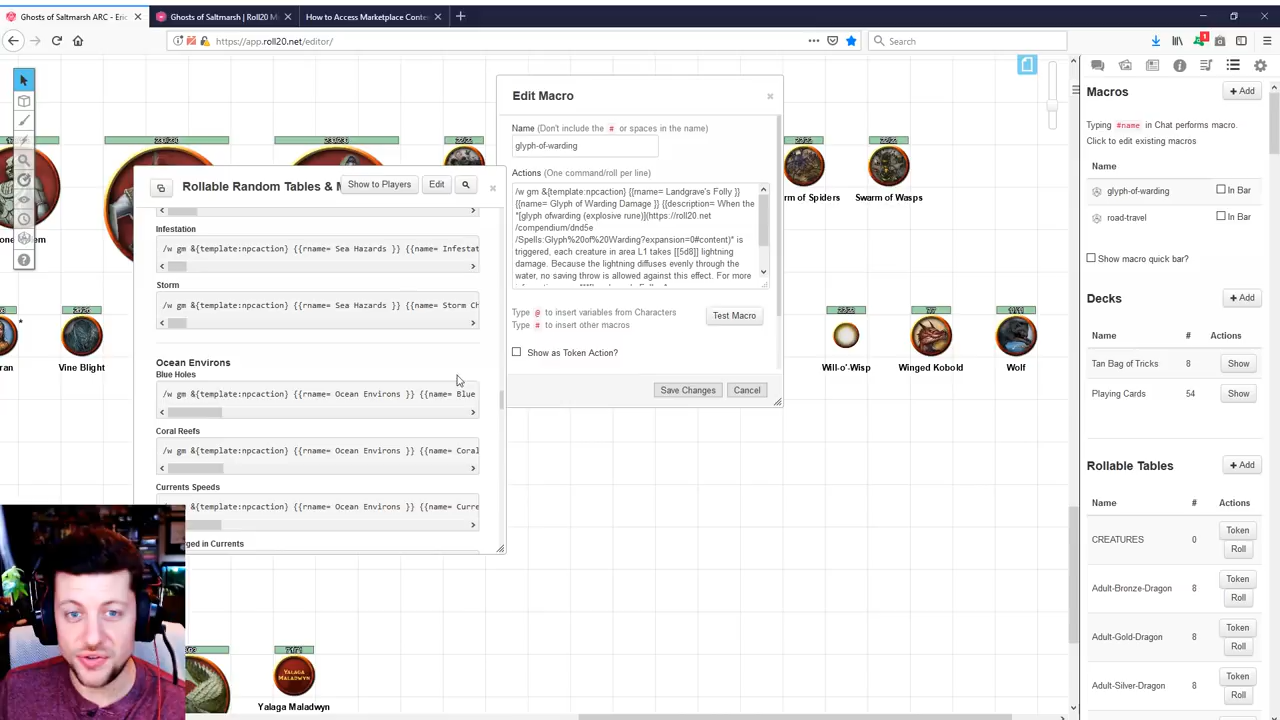 Ghosts of Saltmarsh ARC - Enc
Ghosts of Saltmarsh | Roll20 M
How to Access Marketplace Conte
https://app.roll20.net/editor/
Search
1
Macros
+ Add
Typing #name in Chat performs macro.
Click to edit existing macros
Name
glyph-of-warding
In Bar
road-travel
In Bar
Show macro quick bar?
Decks
+ Add
Name # Actions
Tan Bag of Tricks 8 Show
Playing Cards 54 Show
Rollable Tables
+ Add
Name # Actions
CREATURES 0 Token
Roll
Adult-Bronze-Dragon 8 Token
Roll
Adult-Gold-Dragon 8 Token
Roll
Adult-Silver-Dragon 8 Token
Roll
Edit Macro
Name (Don't include the # or spaces in the name)
glyph-of-warding
Actions (One command/roll per line)
/w gm &{template:npcaction} {{rname= Landgrave's Folly }}
{{name= Glyph of Warding Damage }} {{description= When the
*[glyph ofwarding (explosive rune)](https://roll20.net
/compendium/dnd5e
/Spells:Glyph%20of%20Warding?expansion=0#content)* is
triggered, each creature in area L1 takes [[5d8]] lightning
damage. Because the lightning diffuses evenly through the
water, no saving throw is allowed against this effect. For more
Type @ to insert variables from Characters
Type # to insert other macros
Test Macro
Show as Token Action?
Save Changes
Cancel
Rollable Random Tables & M
Show to Players
Edit
Infestation
/w gm &{template:npcaction} {{rname= Sea Hazards }} {{name= Infestat
Storm
/w gm &{template:npcaction} {{rname= Sea Hazards }} {{name= Storm Ch
Ocean Environs
Blue Holes
/w gm &{template:npcaction} {{rname= Ocean Environs }} {{name= Blue
Coral Reefs
/w gm &{template:npcaction} {{rname= Ocean Environs }} {{name= Coral
Currents Speeds
&{template:npcaction} {{rname= Ocean Environs }} {{name= Curre
ged in Currents
rm of Spiders
22/22
Swarm of Wasps
Vine Blight
22/22
Will-o'-Wisp
7/7
Winged Kobold
11/11
Wolf
YALAGA
MALADWYN
Yalaga Maladwyn